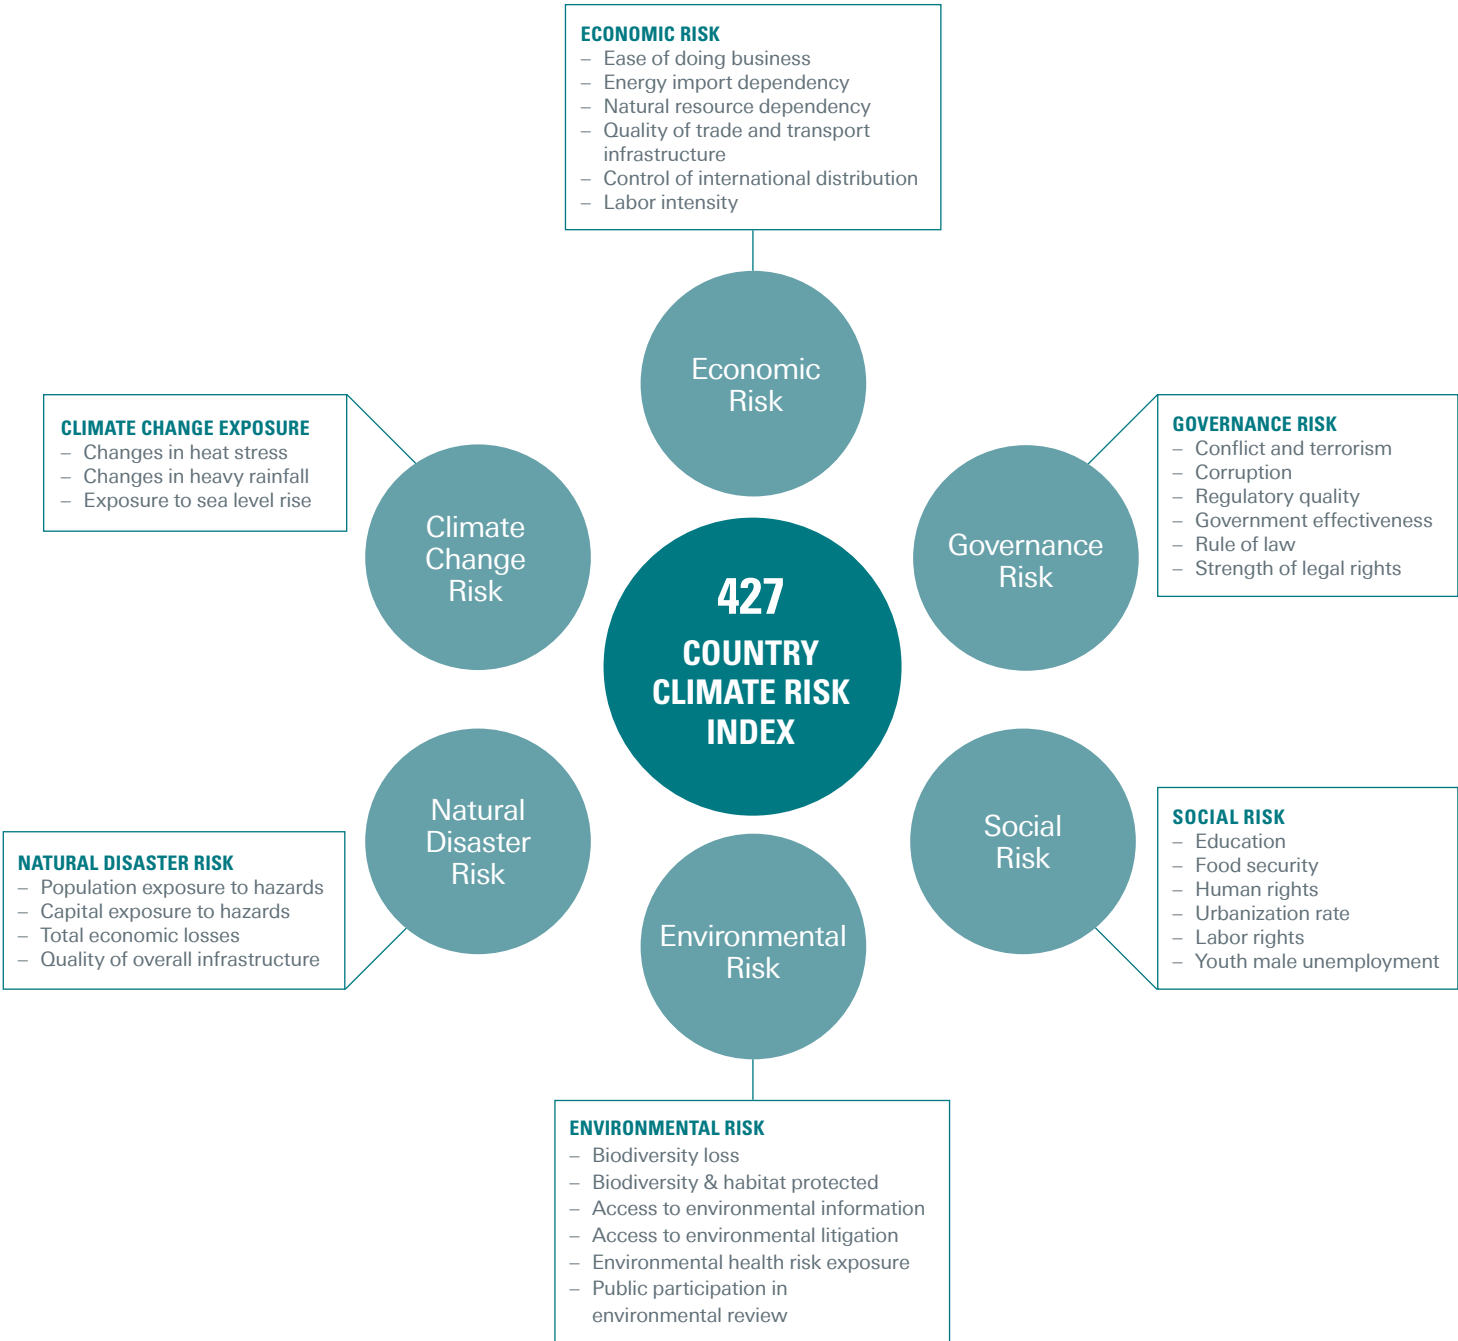 ECONOMIC RISK
– Ease of doing business
– Energy import dependency
– Natural resource dependency
– Quality of trade and transport
infrastructure
– Control of international distribution
– Labor intensity
Economic
Risk
CLIMATE CHANGE EXPOSURE
– Changes in heat stress
– Changes in heavy rainfall
– Exposure to sea level rise
Climate
Change
Risk
GOVERNANCE RISK
– Conflict and terrorism
– Corruption
– Regulatory quality
– Government effectiveness
– Rule of law
– Strength of legal rights
Governance
Risk
427
COUNTRY
CLIMATE RISK
INDEX
Natural
Disaster
Risk
NATURAL DISASTER RISK
– Population exposure to hazards
– Capital exposure to hazards
– Total economic losses
– Quality of overall infrastructure
Social
Risk
SOCIAL RISK
– Education
– Food security
– Human rights
– Urbanization rate
– Labor rights
– Youth male unemployment
Environmental
Risk
ENVIRONMENTAL RISK
– Biodiversity loss
– Biodiversity & habitat protected
– Access to environmental information
– Access to environmental litigation
– Environmental health risk exposure
– Public participation in
environmental review